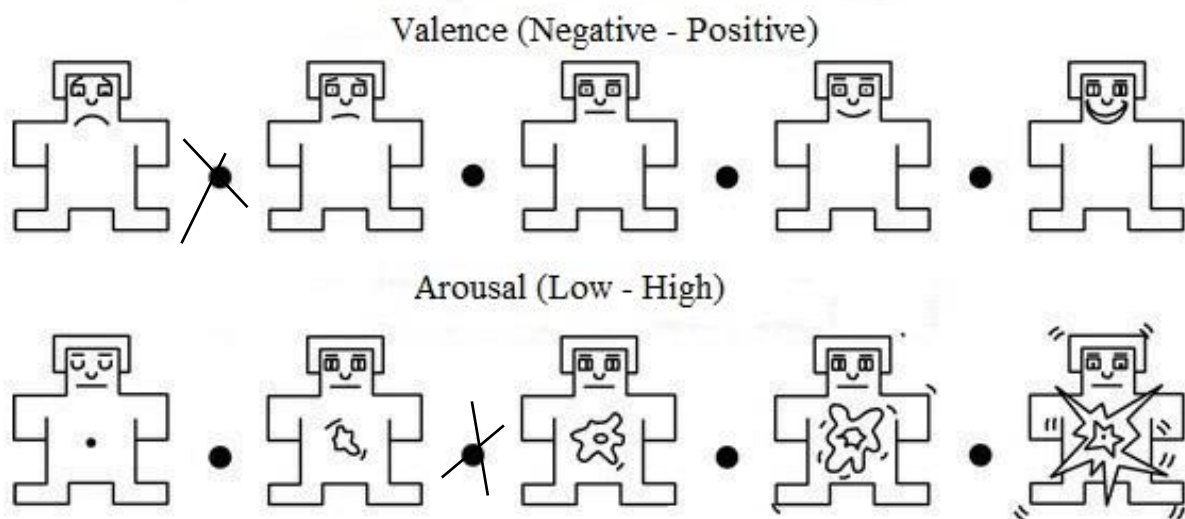 Valence (Negative - Positive)
Arousal (Low - High)